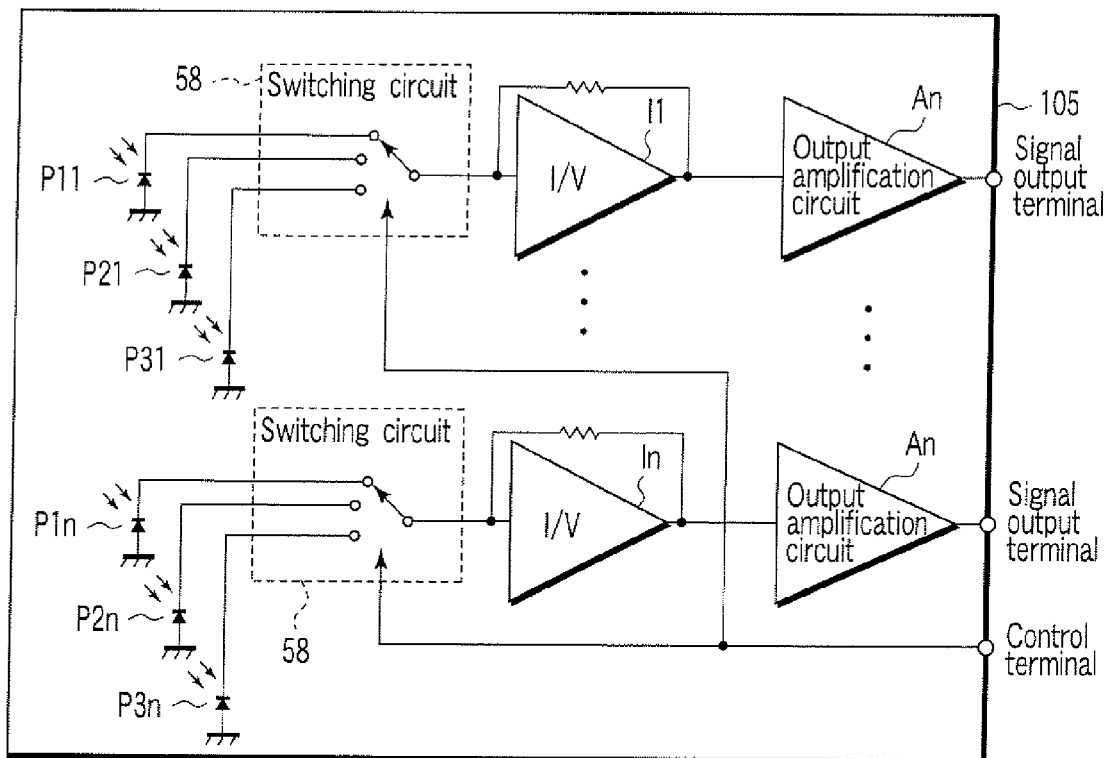 58
Switching circuit
I1
An
105
P11
I/V
Output
amplification
circuit
Signal
output
terminal
P21
P31
Switching circuit
In
An
P1n
I/V
Output
amplification
circuit
Signal
output
terminal
P2n
58
Control
terminal
P3n